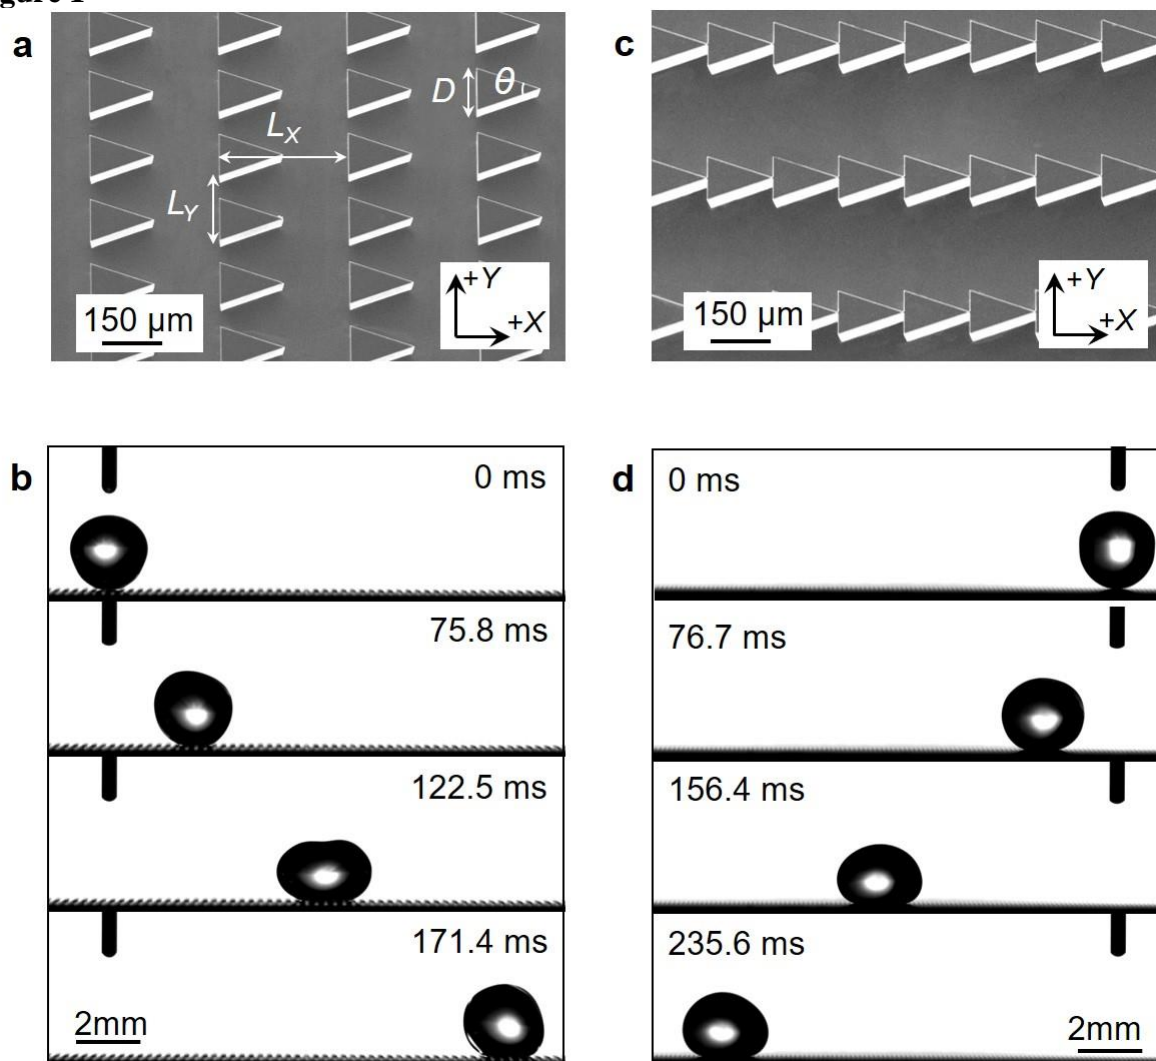 a
D
θ
L_X
L_Y
+Y
+X
150 µm
c
+Y
+X
150 µm
b
0 ms
75.8 ms
122.5 ms
171.4 ms
2mm
d
0 ms
76.7 ms
156.4 ms
235.6 ms
2mm